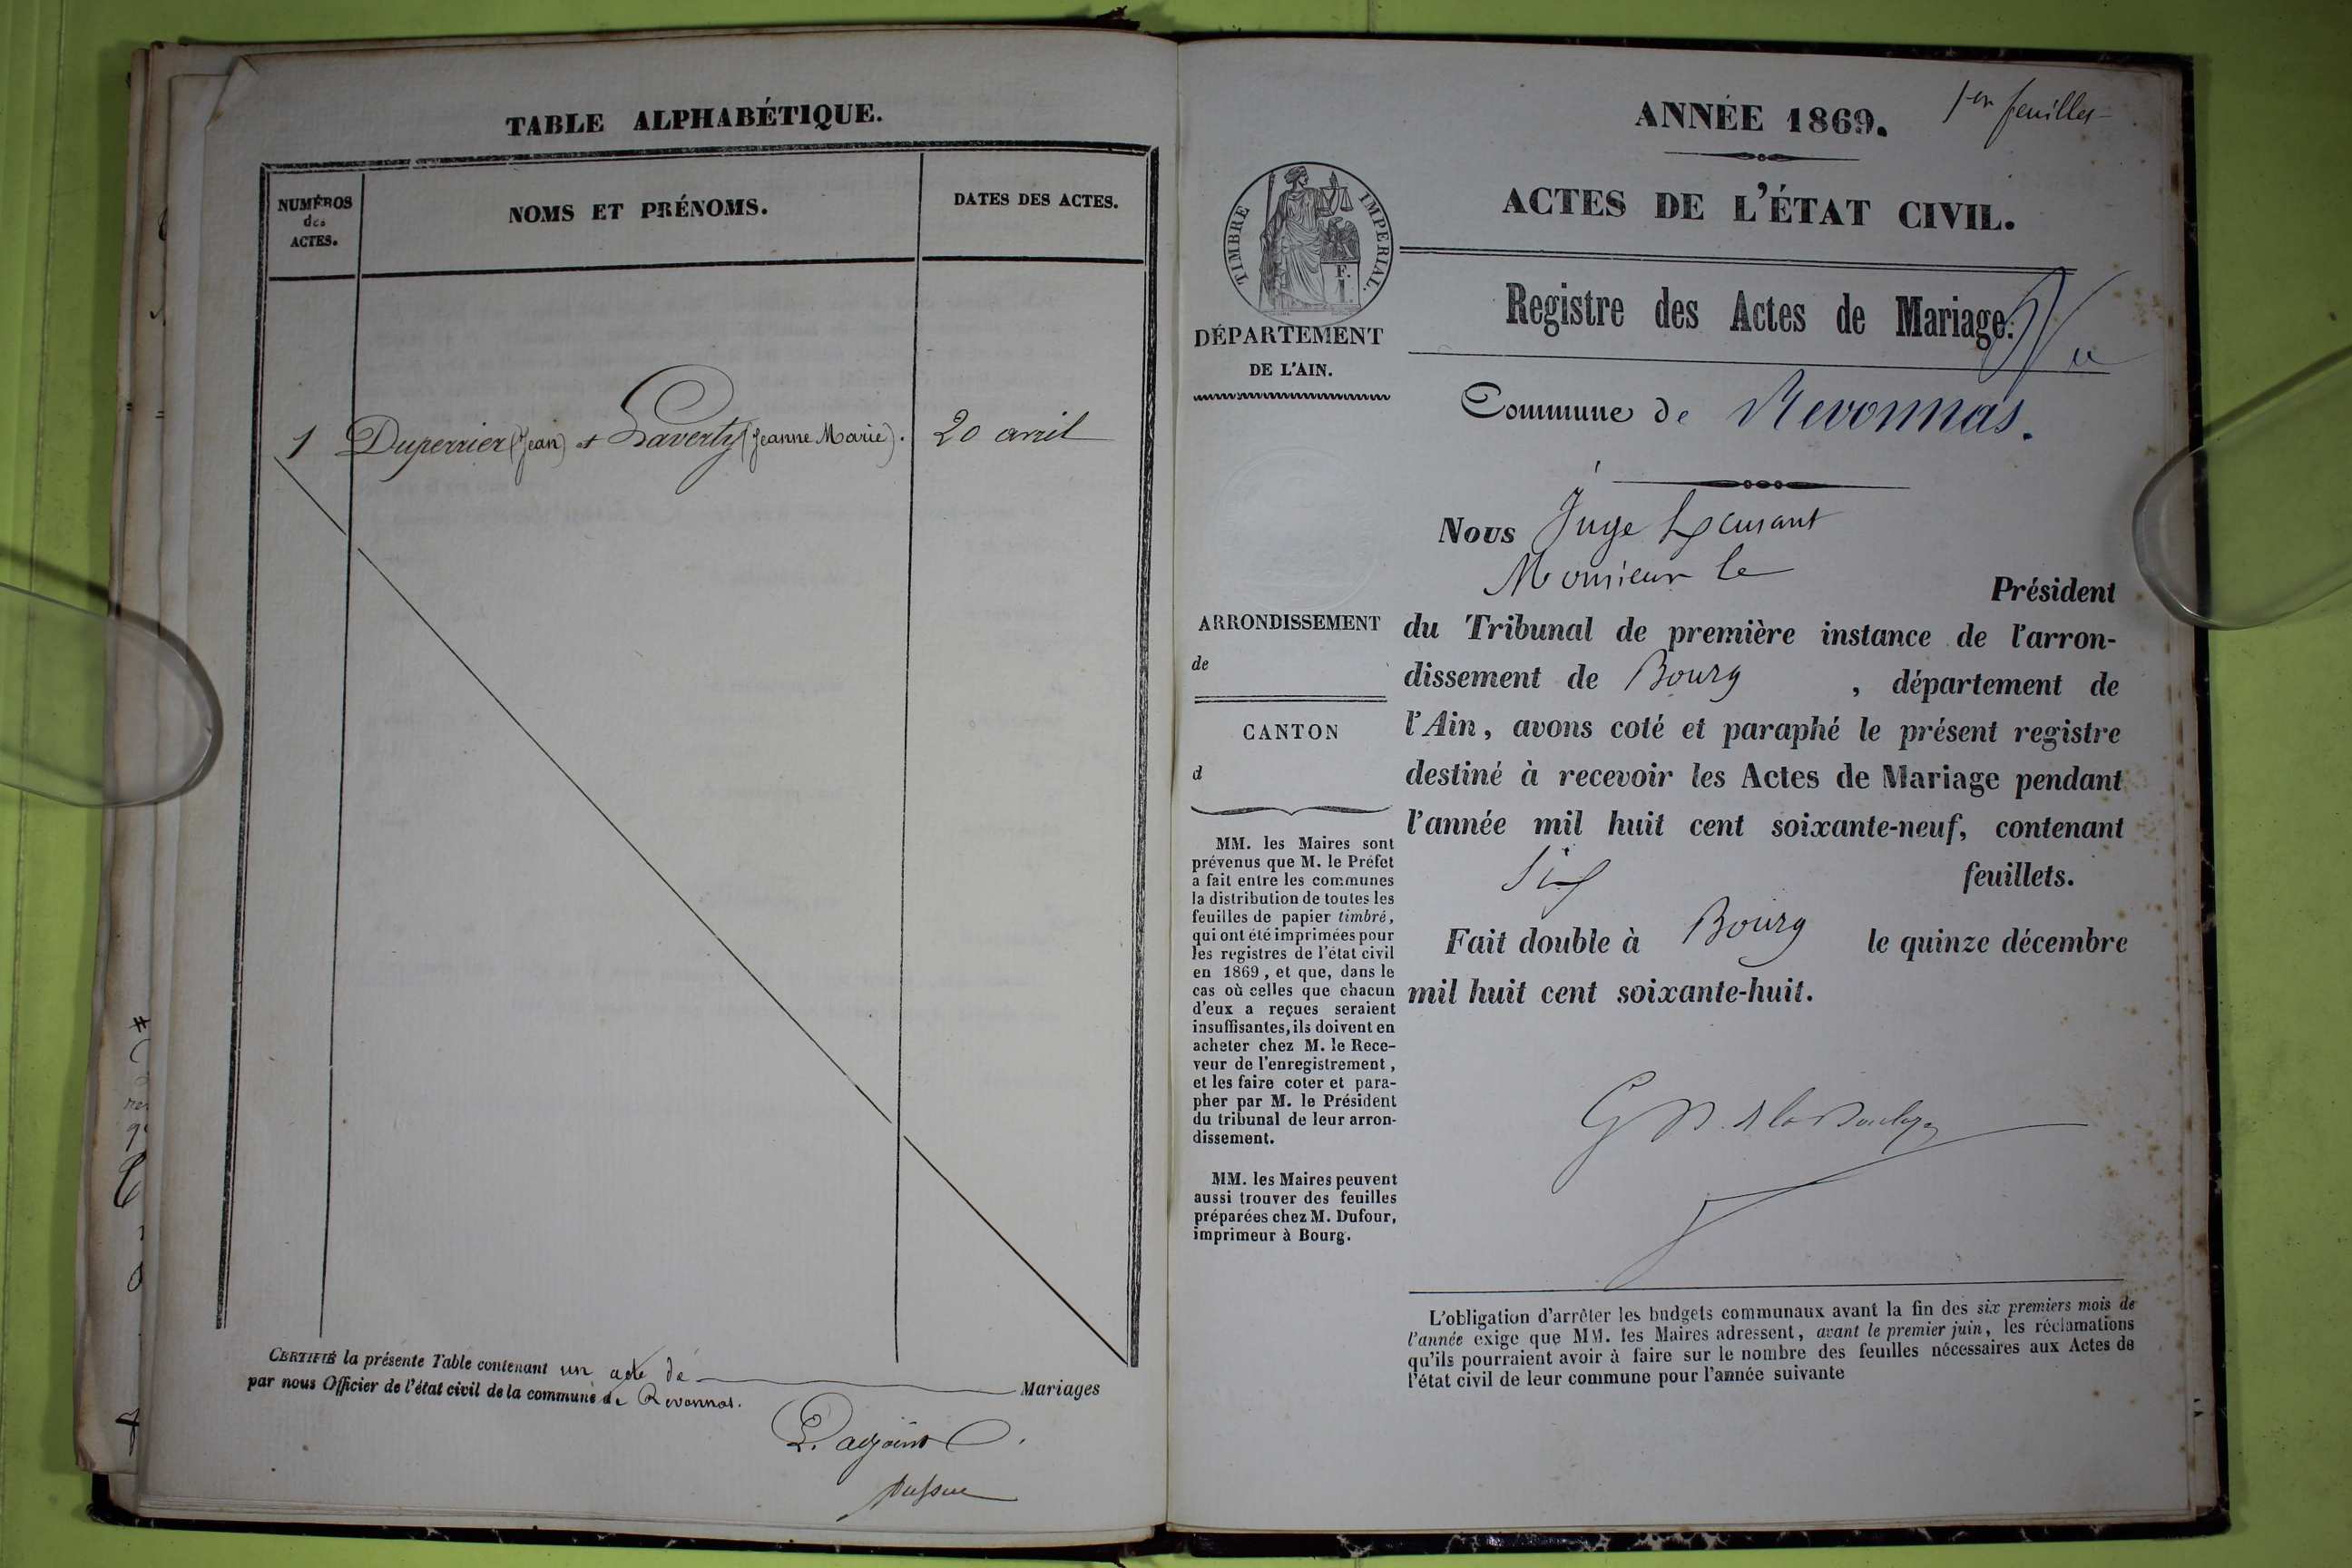 TABLE ALPHABÉTIQUE.
NUMÉROS
des
ACTES.
NOMS ET PRÉNOMS.
DATES DES ACTES.
1 Duperrier (Jean) et Laverty (Jeanne Marie). 20 avril
CERTIFIÉ la présente Table contenant un acte de Mariages
par nous Officier de l'état civil de la commune de Revonnas.
L'adjoint
ANNÉE 1869.
1er feuillet
ACTES DE L'ÉTAT CIVIL.
TIMBRE IMPERIAL.
F.
1.
DÉPARTEMENT
DE L'AIN.
Registre des Actes de Mariage.
Commune de Revonnas.
Nous Juge
Monsieur le
Président
du Tribunal de première instance de l'arron-
dissement de Bourg, département de
l'Ain, avons coté et paraphé le présent registre
destiné à recevoir les Actes de Mariage pendant
l'année mil huit cent soixante-neuf, contenant
six feuillets.
Fait double à Bourg le quinze décembre
mil huit cent soixante-huit.
ARRONDISSEMENT
de
CANTON
d
MM. les Maires sont
prévenus que M. le Préfet
a fait entre les communes
la distribution de toutes les
feuilles de papier timbré,
qui ont été imprimées pour
les registres de l'état civil
en 1869, et que, dans le
cas où celles que chacun
d'eux a reçues seraient
insuffisantes, ils doivent en
acheter chez M. le Rece-
veur de l'enregistrement,
et les faire coter et para-
pher par M. le Président
du tribunal de leur arron-
dissement.
MM. les Maires peuvent
aussi trouver des feuilles
préparées chez M. Dufour,
imprimeur à Bourg.
L'obligation d'arrêter les budgets communaux avant la fin des six premiers mois de
l'année exige que MM. les Maires adressent, avant le premier juin, les réclamations
qu'ils pourraient avoir à faire sur le nombre des feuilles nécessaires aux Actes de
l'état civil de leur commune pour l'année suivante